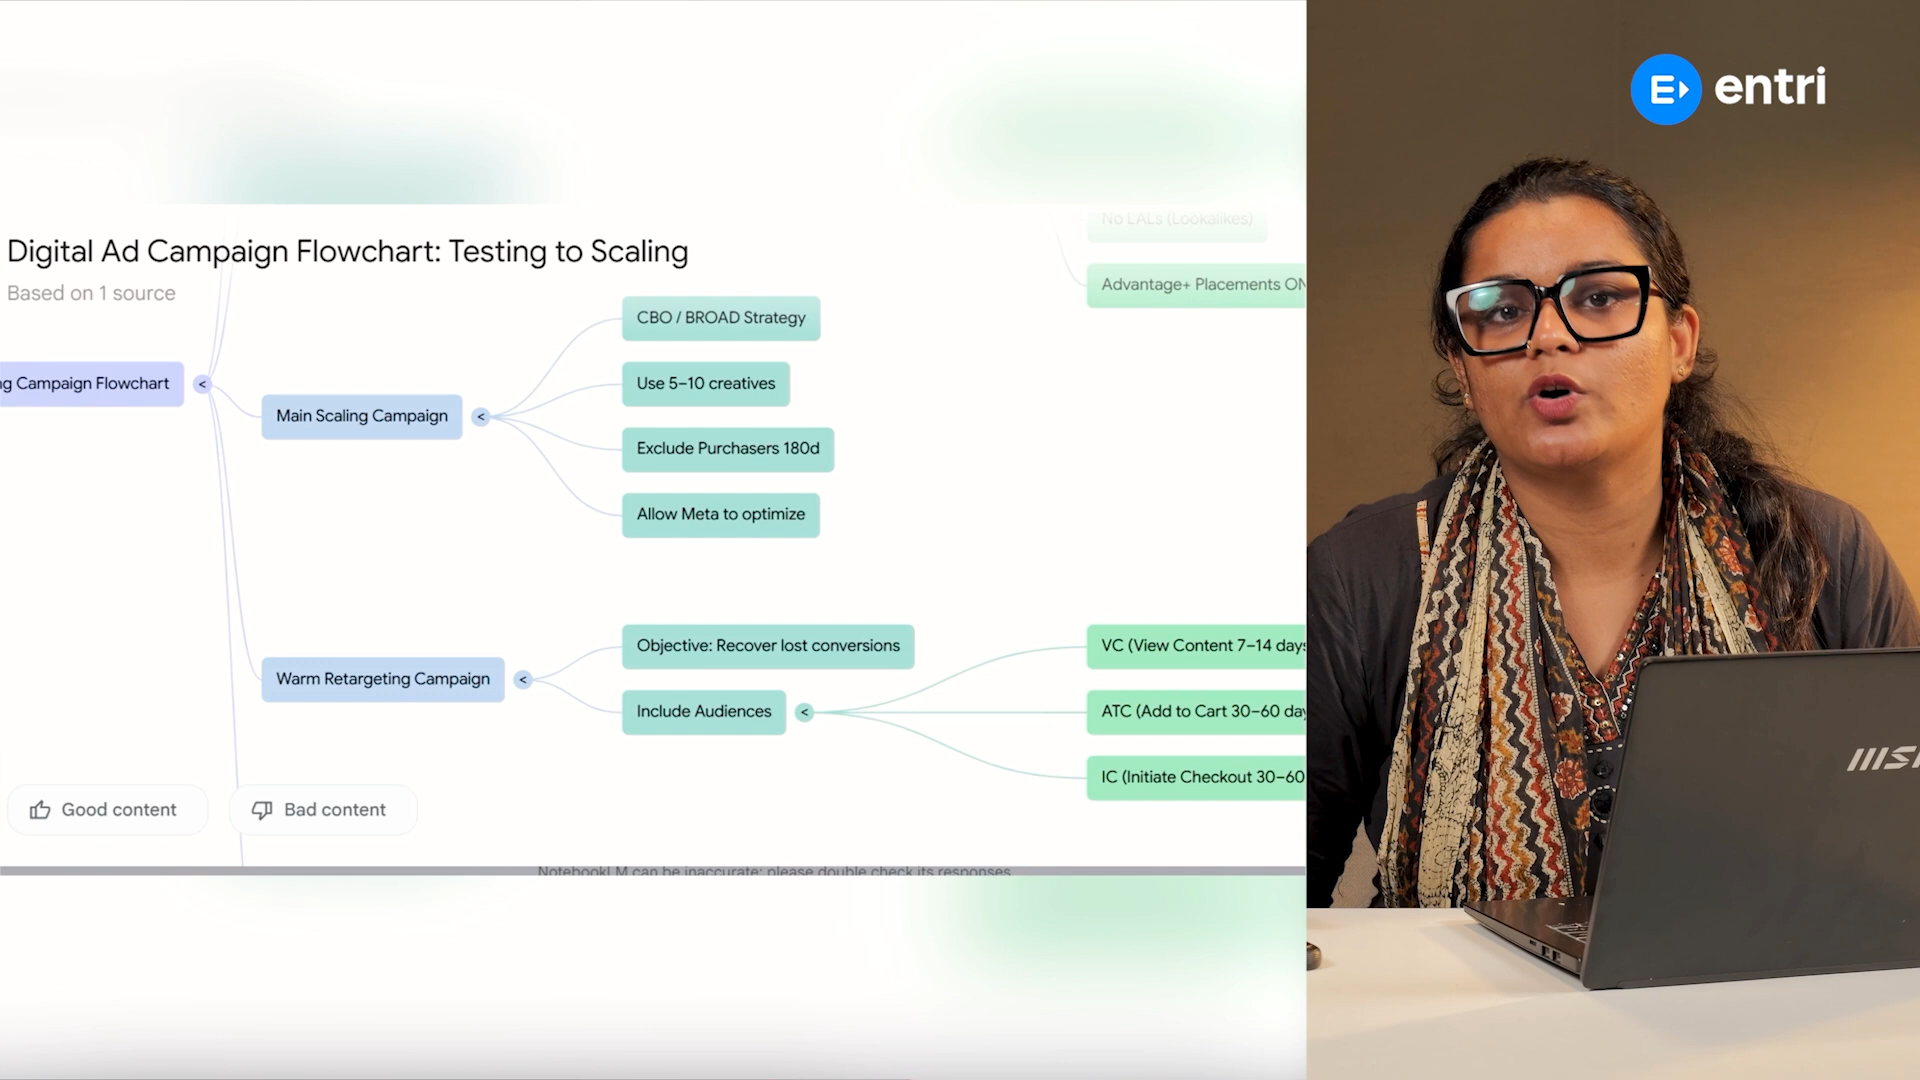 E
entri
No LALs (Lookalikes)
Digital Ad Campaign Flowchart: Testing to Scaling
Based on 1 source
Advantage+ Placements ON
CBO / BROAD Strategy
Campaign Flowchart
<
Use 5–10 creatives
Main Scaling Campaign
<
Exclude Purchasers 180d
Allow Meta to optimize
Objective: Recover lost conversions
VC (View Content 7–14 days
Warm Retargeting Campaign
<
Include Audiences
<
ATC (Add to Cart 30–60 day
IC (Initiate Checkout 30–60
Good content
Bad content
NotebookLM can be inaccurate; please double check its responses.
msi